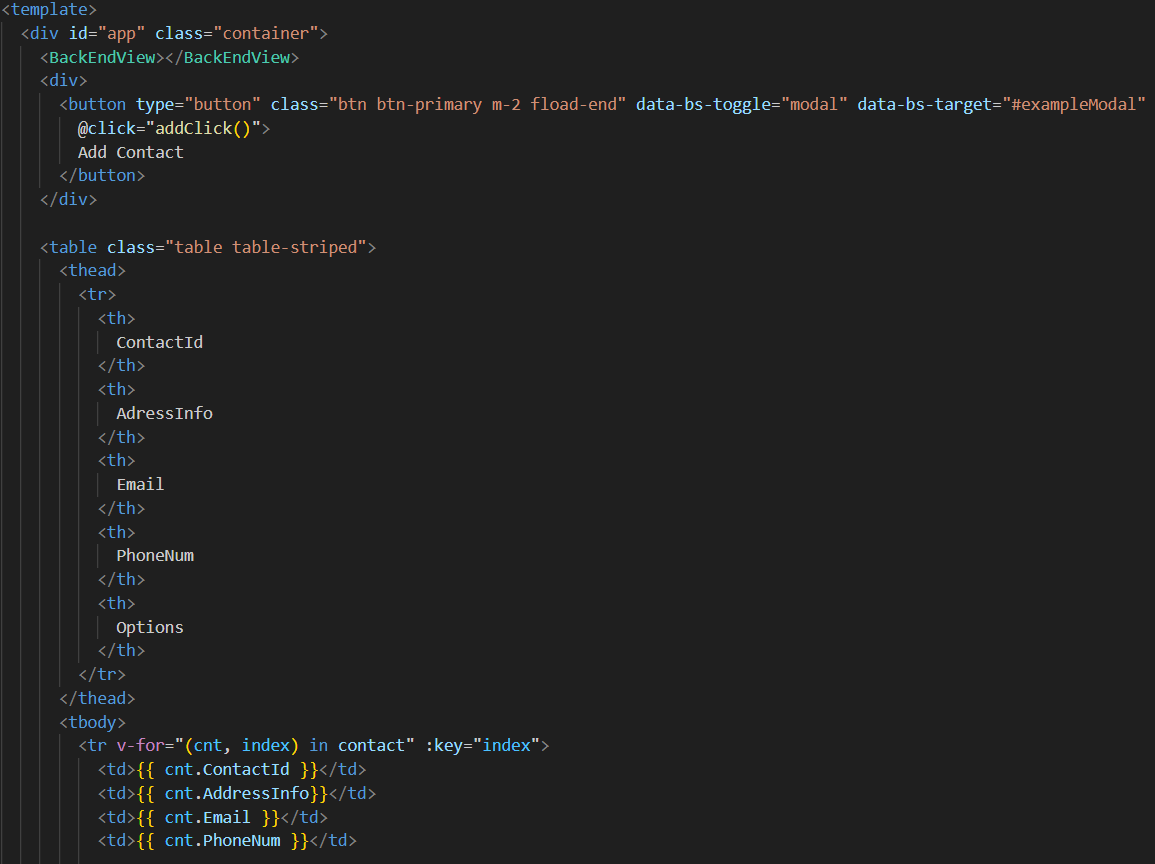 <template>
<div id="app" class="container">
<BackEndView></BackEndView>
<div>
<button type="button" class="btn btn-primary m-2 fload-end" data-bs-toggle="modal" data-bs-target="#exampleModal"
@click="addClick()">
Add Contact
</button>
</div>
<table class="table table-striped">
<thead>
<tr>
<th>
ContactId
</th>
<th>
AdressInfo
</th>
<th>
Email
</th>
<th>
PhoneNum
</th>
<th>
Options
</th>
</tr>
</thead>
<tbody>
<tr v-for="(cnt, index) in contact" :key="index">
<td>{{ cnt.ContactId }}</td>
<td>{{ cnt.AddressInfo}}</td>
<td>{{ cnt.Email }}</td>
<td>{{ cnt.PhoneNum }}</td>